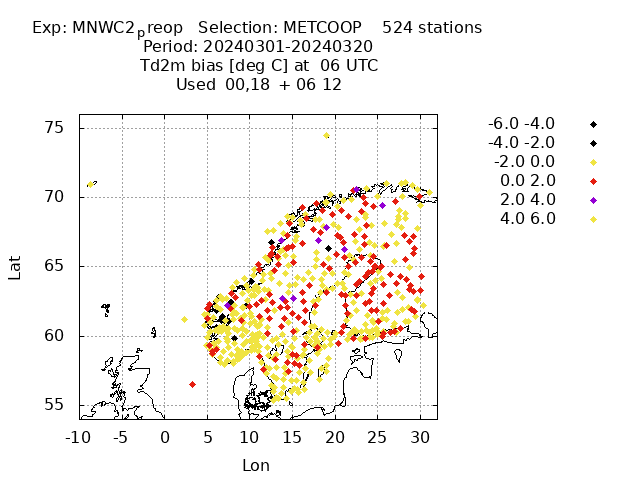 Exp: MNWC2preop   Selection: METCOOP    524 stations
Period: 20240301-20240320
Td2m bias [deg C] at  06 UTC
Used  00,18  + 06 12
-6.0 -4.0
-4.0 -2.0
-2.0 0.0
0.0 2.0
2.0 4.0
4.0 6.0
75
70
65
60
55
Lat
-10 -5 0 5 10 15 20 25 30
Lon